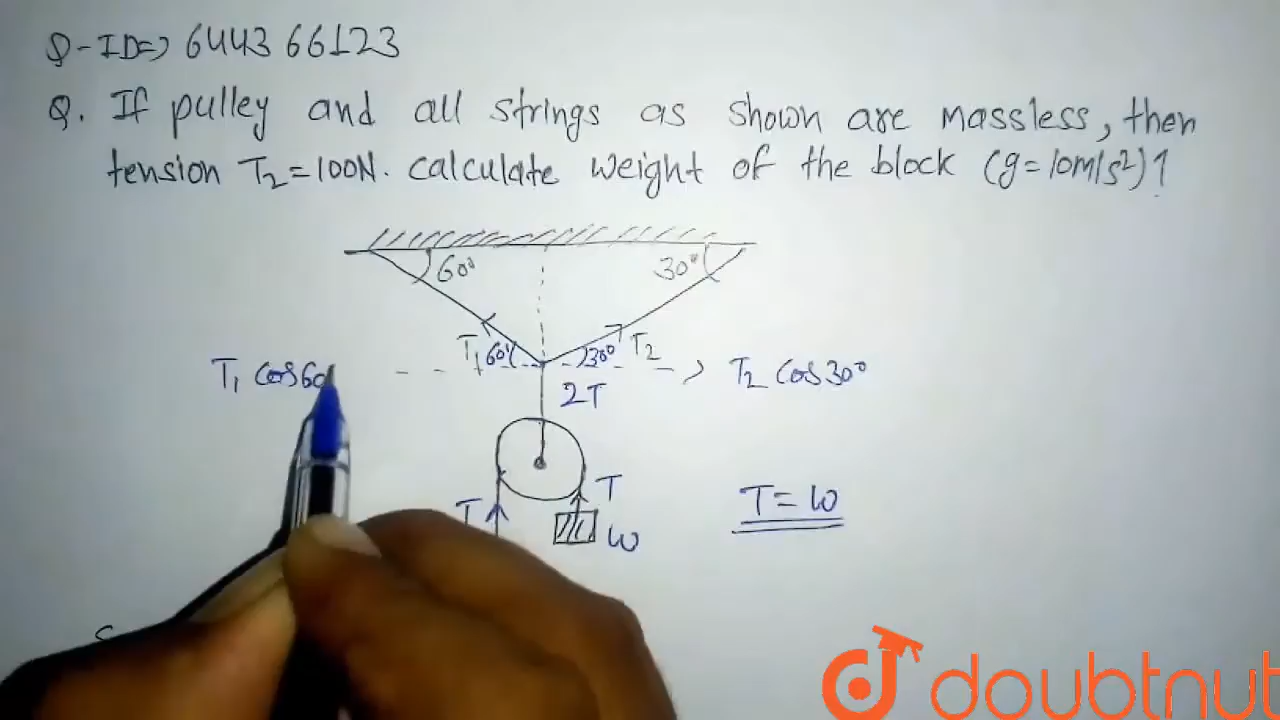 Q-ID=> 644366123
Q. If pulley and all strings as shown are massless, then
tension T₂=100N. Calculate weight of the block (g=10m/s²)?
60° 30°
T₁ 60° 30° T₂
T₁ cos60 T₂ cos30°
2T
T T
T=W
W
doubtnut